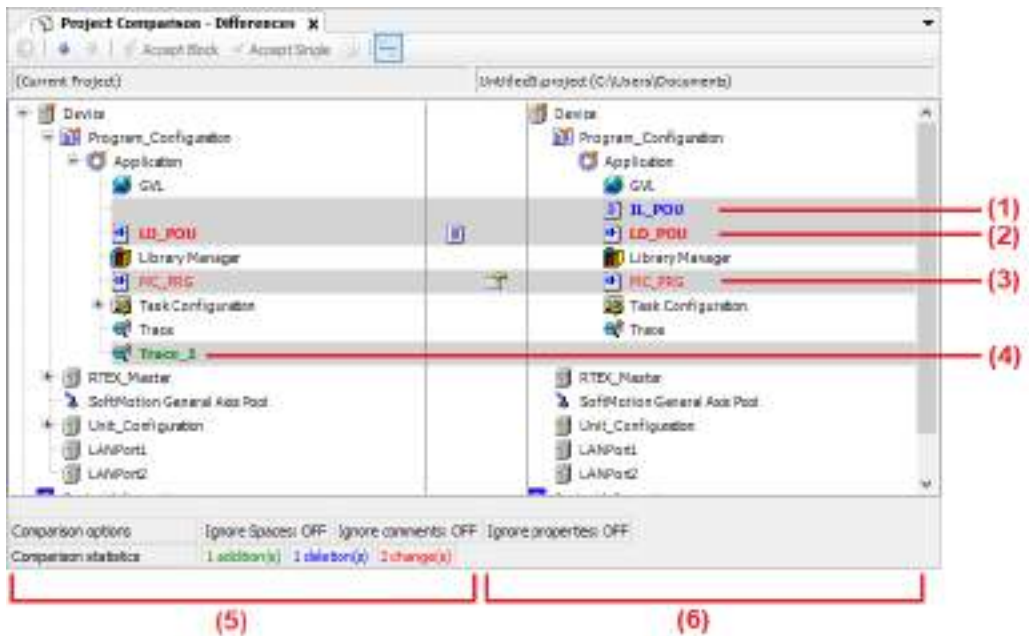 Project Comparison - Differences x
Accept Block Accept Single
(Current Project) Untitled1.project (C:\Users\Documents)
Device Device
Program_Configuration Program_Configuration
Application Application
GVL GVL
IL_POU (1)
LD_POU LD_POU (2)
Library Manager Library Manager
PLC_PRG PLC_PRG (3)
Task Configuration Task Configuration
Trace Trace
Trace_1 (4)
RTEX_Master RTEX_Master
SoftMotion General Axis Pool SoftMotion General Axis Pool
Unit_Configuration Unit_Configuration
LANPort1 LANPort1
LANPort2 LANPort2
Comparison options Ignore Spaces: OFF Ignore comments: OFF Ignore properties: OFF
Comparison statistics 1 addition(s) 1 deletion(s) 2 change(s)
(5) (6)